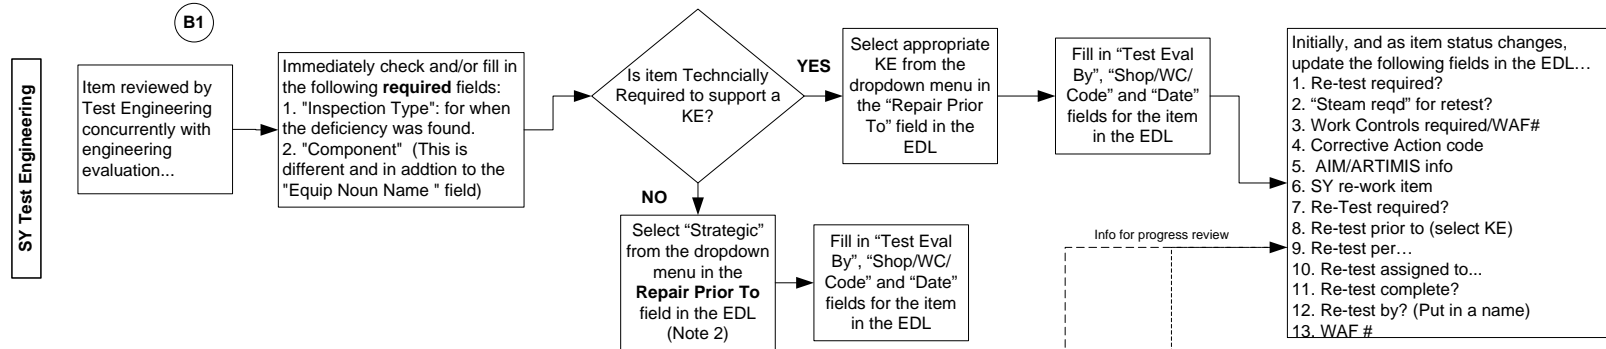 B1
SY Test Engineering
Item reviewed by
Test Engineering
concurrently with
engineering
evaluation...
Immediately check and/or fill in
the following required fields:
1. "Inspection Type": for when
the deficiency was found.
2. "Component" (This is
different and in addtion to the
"Equip Noun Name " field)
Is item Techncially
Required to support a
KE?
YES
NO
Select appropriate
KE from the
dropdown menu in
the “Repair Prior
To” field in the
EDL
Fill in “Test Eval
By”, “Shop/WC/
Code” and “Date”
fields for the item
in the EDL
Select “Strategic”
from the dropdown
menu in the
Repair Prior To
field in the EDL
(Note 2)
Fill in “Test Eval
By”, “Shop/WC/
Code” and “Date”
fields for the item
in the EDL
Info for progress review
Initially, and as item status changes,
update the following fields in the EDL…
1. Re-test required?
2. “Steam reqd” for retest?
3. Work Controls required/WAF#
4. Corrective Action code
5. AIM/ARTIMIS info
6. SY re-work item
7. Re-Test required?
8. Re-test prior to (select KE)
9. Re-test per…
10. Re-test assigned to...
11. Re-test complete?
12. Re-test by? (Put in a name)
13. WAF #